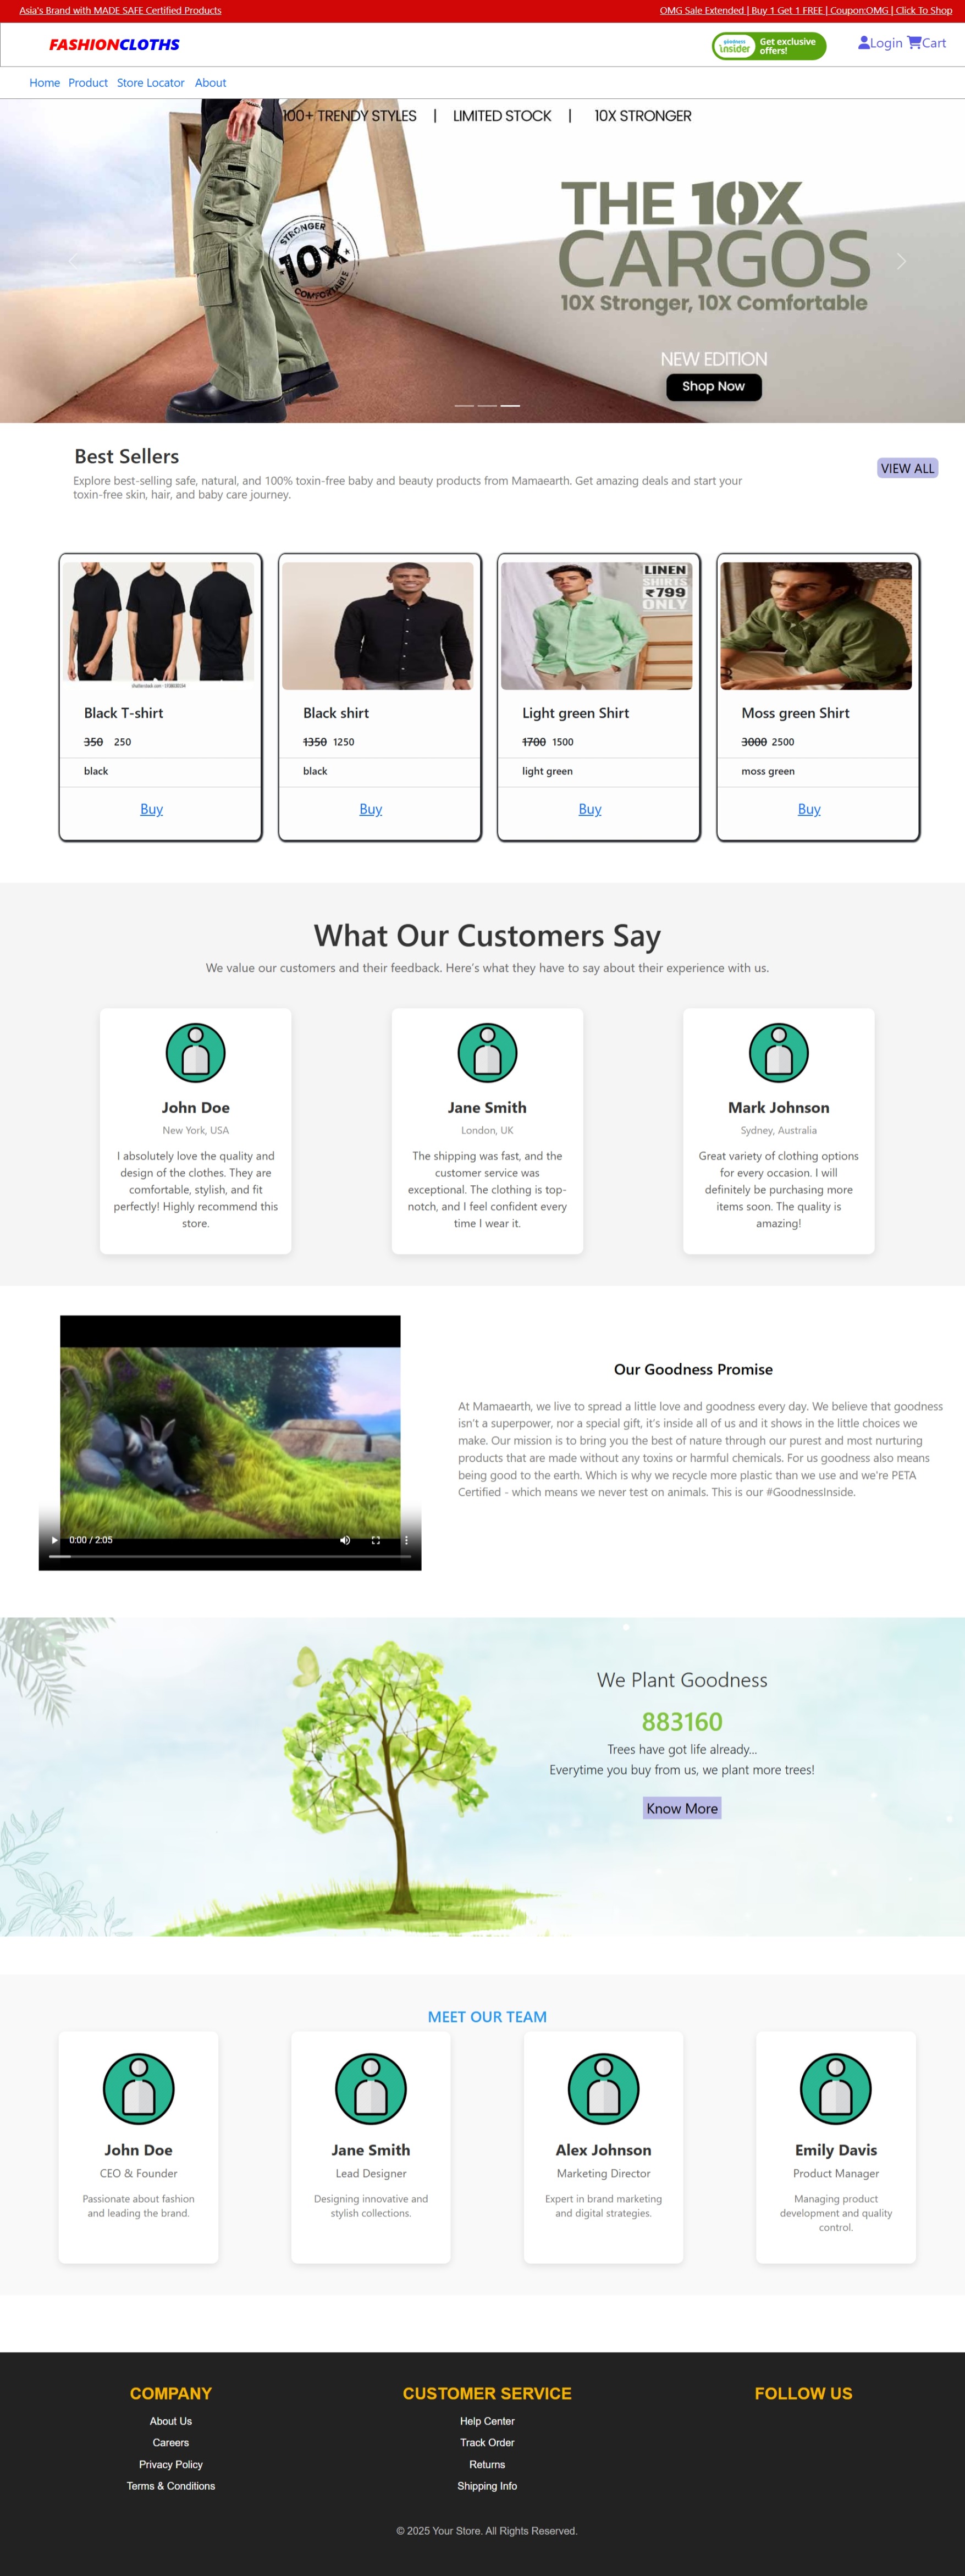 Asia's Brand with MADE SAFE Certified Products
OMG Sale Extended | Buy 1 Get 1 FREE | Coupon:OMG | Click To Shop
FASHIONCLOTHS
goodness
insider
Get exclusive
offers!
Login Cart
Home Product Store Locator About
100+ TRENDY STYLES | LIMITED STOCK | 10X STRONGER
THE 10X
CARGOS
10X Stronger, 10X Comfortable
STRONGER
10X
COMFORTABLE
NEW EDITION
Shop Now
Best Sellers
Explore best-selling safe, natural, and 100% toxin-free baby and beauty products from Mamaearth. Get amazing deals and start your
toxin-free skin, hair, and baby care journey.
VIEW ALL
LINEN
SHIRTS
₹799
ONLY
Black T-shirt
350 250
black
Buy
Black shirt
1350 1250
black
Buy
Light green Shirt
1700 1500
light green
Buy
Moss green Shirt
3000 2500
moss green
Buy
What Our Customers Say
We value our customers and their feedback. Here's what they have to say about their experience with us.
John Doe
New York, USA
I absolutely love the quality and
design of the clothes. They are
comfortable, stylish, and fit
perfectly! Highly recommend this
store.
Jane Smith
London, UK
The shipping was fast, and the
customer service was
exceptional. The clothing is top-
notch, and I feel confident every
time I wear it.
Mark Johnson
Sydney, Australia
Great variety of clothing options
for every occasion. I will
definitely be purchasing more
items soon. The quality is
amazing!
0:00 / 2:05
Our Goodness Promise
At Mamaearth, we live to spread a little love and goodness every day. We believe that goodness
isn't a superpower, nor a special gift, it's inside all of us and it shows in the little choices we
make. Our mission is to bring you the best of nature through our purest and most nurturing
products that are made without any toxins or harmful chemicals. For us goodness also means
being good to the earth. Which is why we recycle more plastic than we use and we're PETA
Certified - which means we never test on animals. This is our #GoodnessInside.
We Plant Goodness
883160
Trees have got life already...
Everytime you buy from us, we plant more trees!
Know More
MEET OUR TEAM
John Doe
CEO & Founder
Passionate about fashion
and leading the brand.
Jane Smith
Lead Designer
Designing innovative and
stylish collections.
Alex Johnson
Marketing Director
Expert in brand marketing
and digital strategies.
Emily Davis
Product Manager
Managing product
development and quality
control.
COMPANY
About Us
Careers
Privacy Policy
Terms & Conditions
CUSTOMER SERVICE
Help Center
Track Order
Returns
Shipping Info
FOLLOW US
© 2025 Your Store. All Rights Reserved.